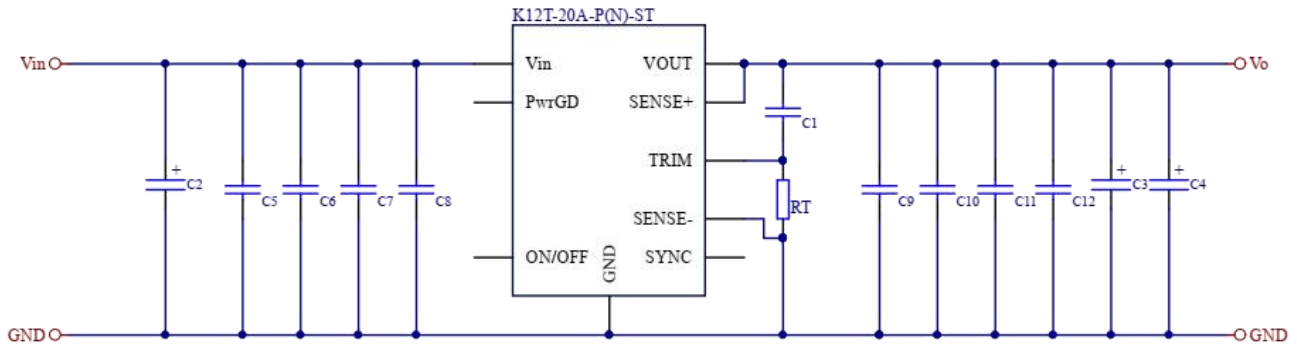 K12T-20A-P(N)-ST
Vin
Vin
VOUT
Vo
PwrGD
SENSE+
C1
TRIM
+
C2
C5
C6
C7
C8
RT
C9
C10
C11
C12
+
C3
+
C4
SENSE-
ON/OFF
GND
SYNC
GND
GND